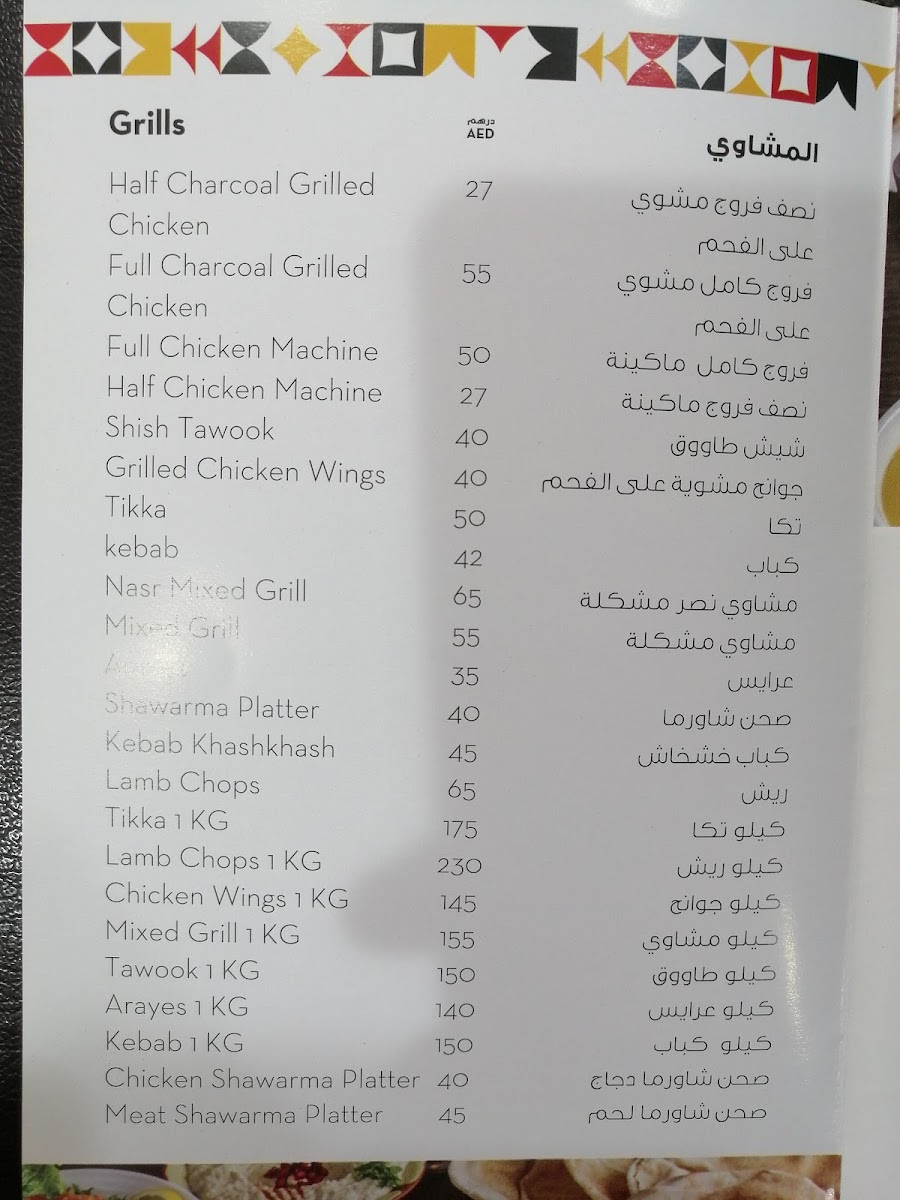 Grills درهم المشاوي
AED
Half Charcoal Grilled 27 نصف فروج مشوي
Chicken على الفحم
Full Charcoal Grilled 55 فروج كامل مشوي
Chicken على الفحم
Full Chicken Machine 50 فروج كامل ماكينة
Half Chicken Machine 27 نصف فروج ماكينة
Shish Tawook 40 شيش طاووق
Grilled Chicken Wings 40 جوانح مشوية على الفحم
Tikka 50 تكا
kebab 42 كباب
Nasr Mixed Grill 65 مشاوي نصر مشكلة
Mixed Grill 55 مشاوي مشكلة
35 عرايس
Shawarma Platter 40 صحن شاورما
Kebab Khashkhash 45 كباب خشخاش
Lamb Chops 65 ريش
Tikka 1 KG 175 كيلو تكا
Lamb Chops 1 KG 230 كيلو ريش
Chicken Wings 1 KG 145 كيلو جوانح
Mixed Grill 1 KG 155 كيلو مشاوي
Tawook 1 KG 150 كيلو طاووق
Arayes 1 KG 140 كيلو عرايس
Kebab 1 KG 150 كيلو كباب
Chicken Shawarma Platter 40 صحن شاورما دجاج
Meat Shawarma Platter 45 صحن شاورما لحم